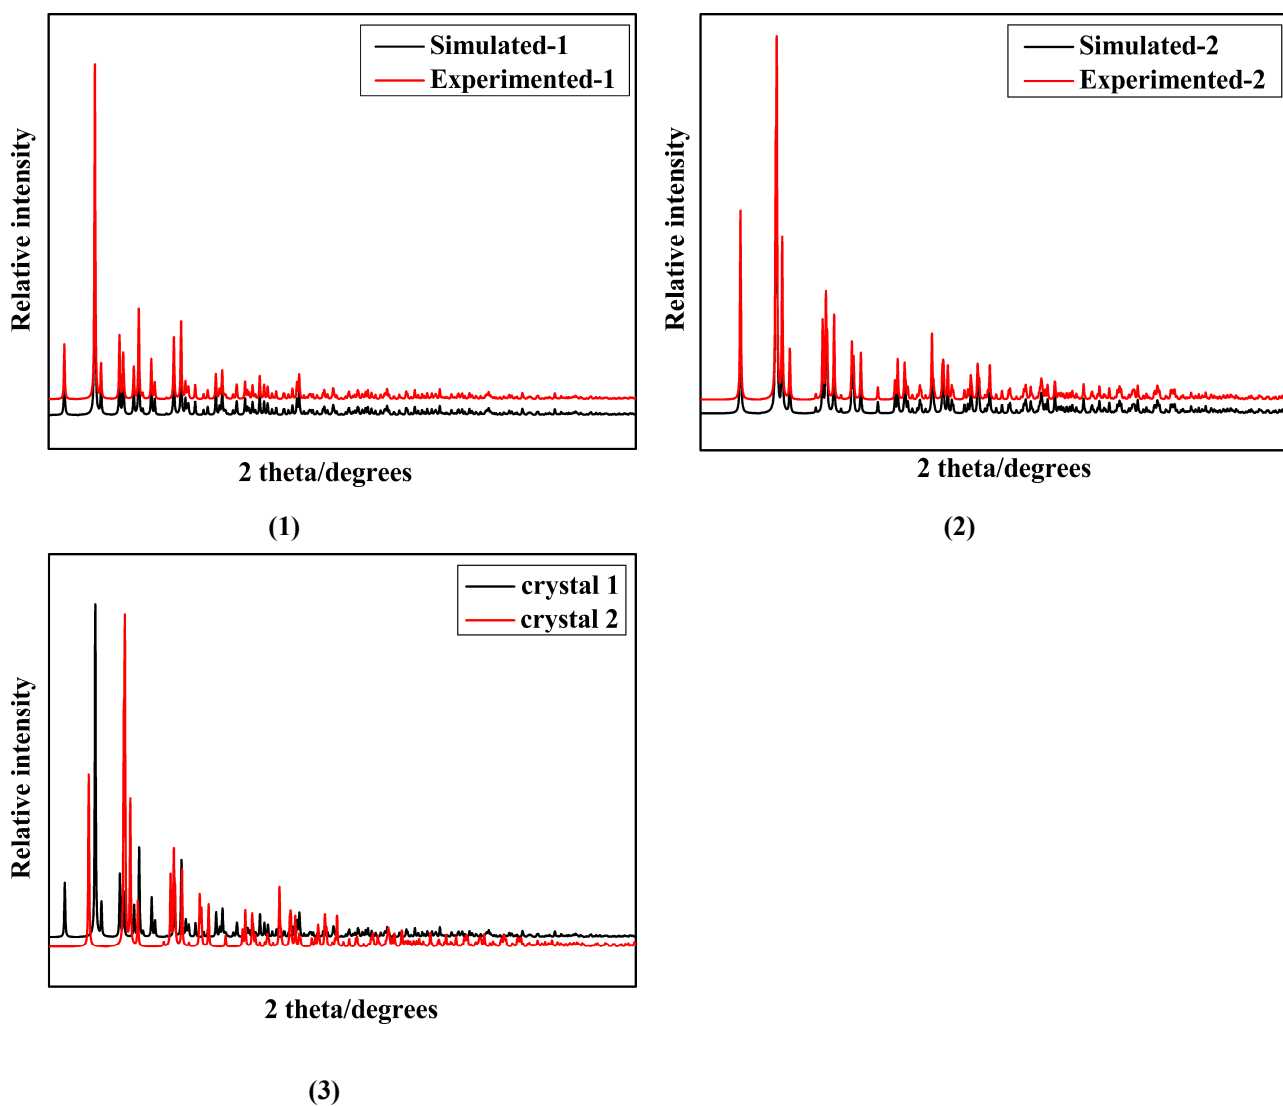 Simulated-1
Experimented-1
Relative intensity
2 theta/degrees
(1)
Simulated-2
Experimented-2
Relative intensity
2 theta/degrees
(2)
crystal 1
crystal 2
Relative intensity
2 theta/degrees
(3)